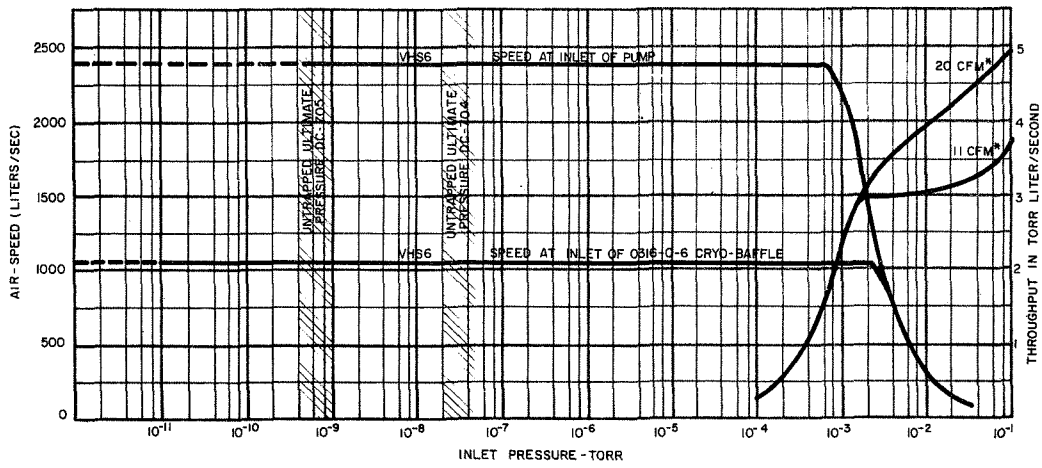 2500
2000
1500
1000
500
0
AIR-SPEED (LITERS/SEC)
VHS6 SPEED AT INLET OF PUMP
VHS6 SPEED AT INLET OF 0316-C-6 CRYO-BAFFLE
UNTRAPPED ULTIMATE
PRESSURE DC-705
UNTRAPPED ULTIMATE
PRESSURE DC-704
20 CFM*
11 CFM*
5
4
3
2
1
THROUGHPUT IN TORR LITER/SECOND
10-11 10-10 10-9 10-8 10-7 10-6 10-5 10-4 10-3 10-2 10-1
INLET PRESSURE-TORR